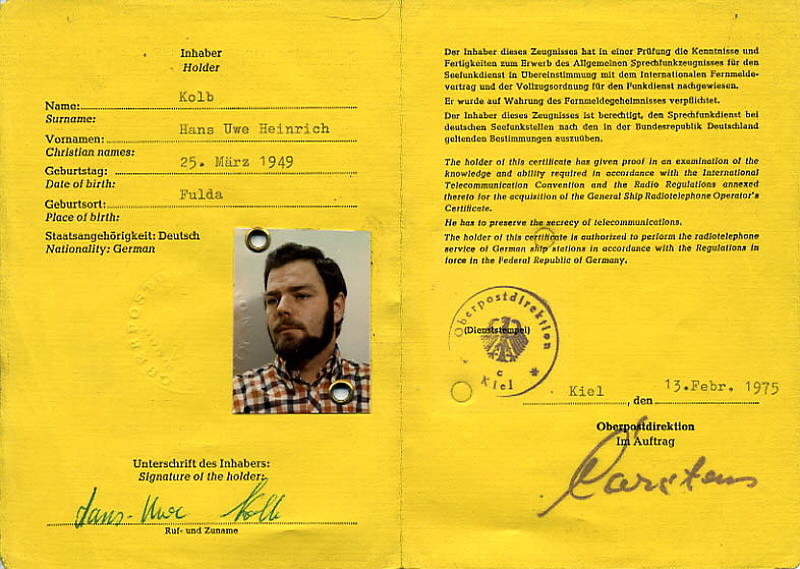 Inhaber
Holder
Name: Kolb
Surname:
Vornamen: Hans Uwe Heinrich
Christian names:
Geburtstag: 25. März 1949
Date of birth:
Geburtsort: Fulda
Place of birth:
Staatsangehörigkeit: Deutsch
Nationality: German
Unterschrift des Inhabers:
Signature of the holder:
Hans-Uwe Kolb
Ruf- und Zuname
Der Inhaber dieses Zeugnisses hat in einer Prüfung die Kenntnisse und
Fertigkeiten zum Erwerb des Allgemeinen Sprechfunkzeugnisses für den
Seefunkdienst in Übereinstimmung mit dem Internationalen Fernmelde-
vertrag und der Vollzugsordnung für den Funkdienst nachgewiesen.
Er wurde auf Wahrung des Fernmeldegeheimnisses verpflichtet.
Der Inhaber dieses Zeugnisses ist berechtigt, den Sprechfunkdienst bei
deutschen Seefunkstellen nach den in der Bundesrepublik Deutschland
geltenden Bestimmungen auszuüben.
The holder of this certificate has given proof in an examination of the
knowledge and ability required in accordance with the International
Telecommunication Convention and the Radio Regulations annexed
thereto for the acquisition of the General Ship Radiotelephone Operator's
Certificate.
He has to preserve the secrecy of telecommunications.
The holder of this certificate is authorized to perform the radiotelephone
service of German ship stations in accordance with the Regulations in
force in the Federal Republic of Germany.
Oberpostdirektion
(Dienststempel)
c
Kiel
Kiel, den 13. Febr. 1975
Oberpostdirektion
Im Auftrag
Carstens